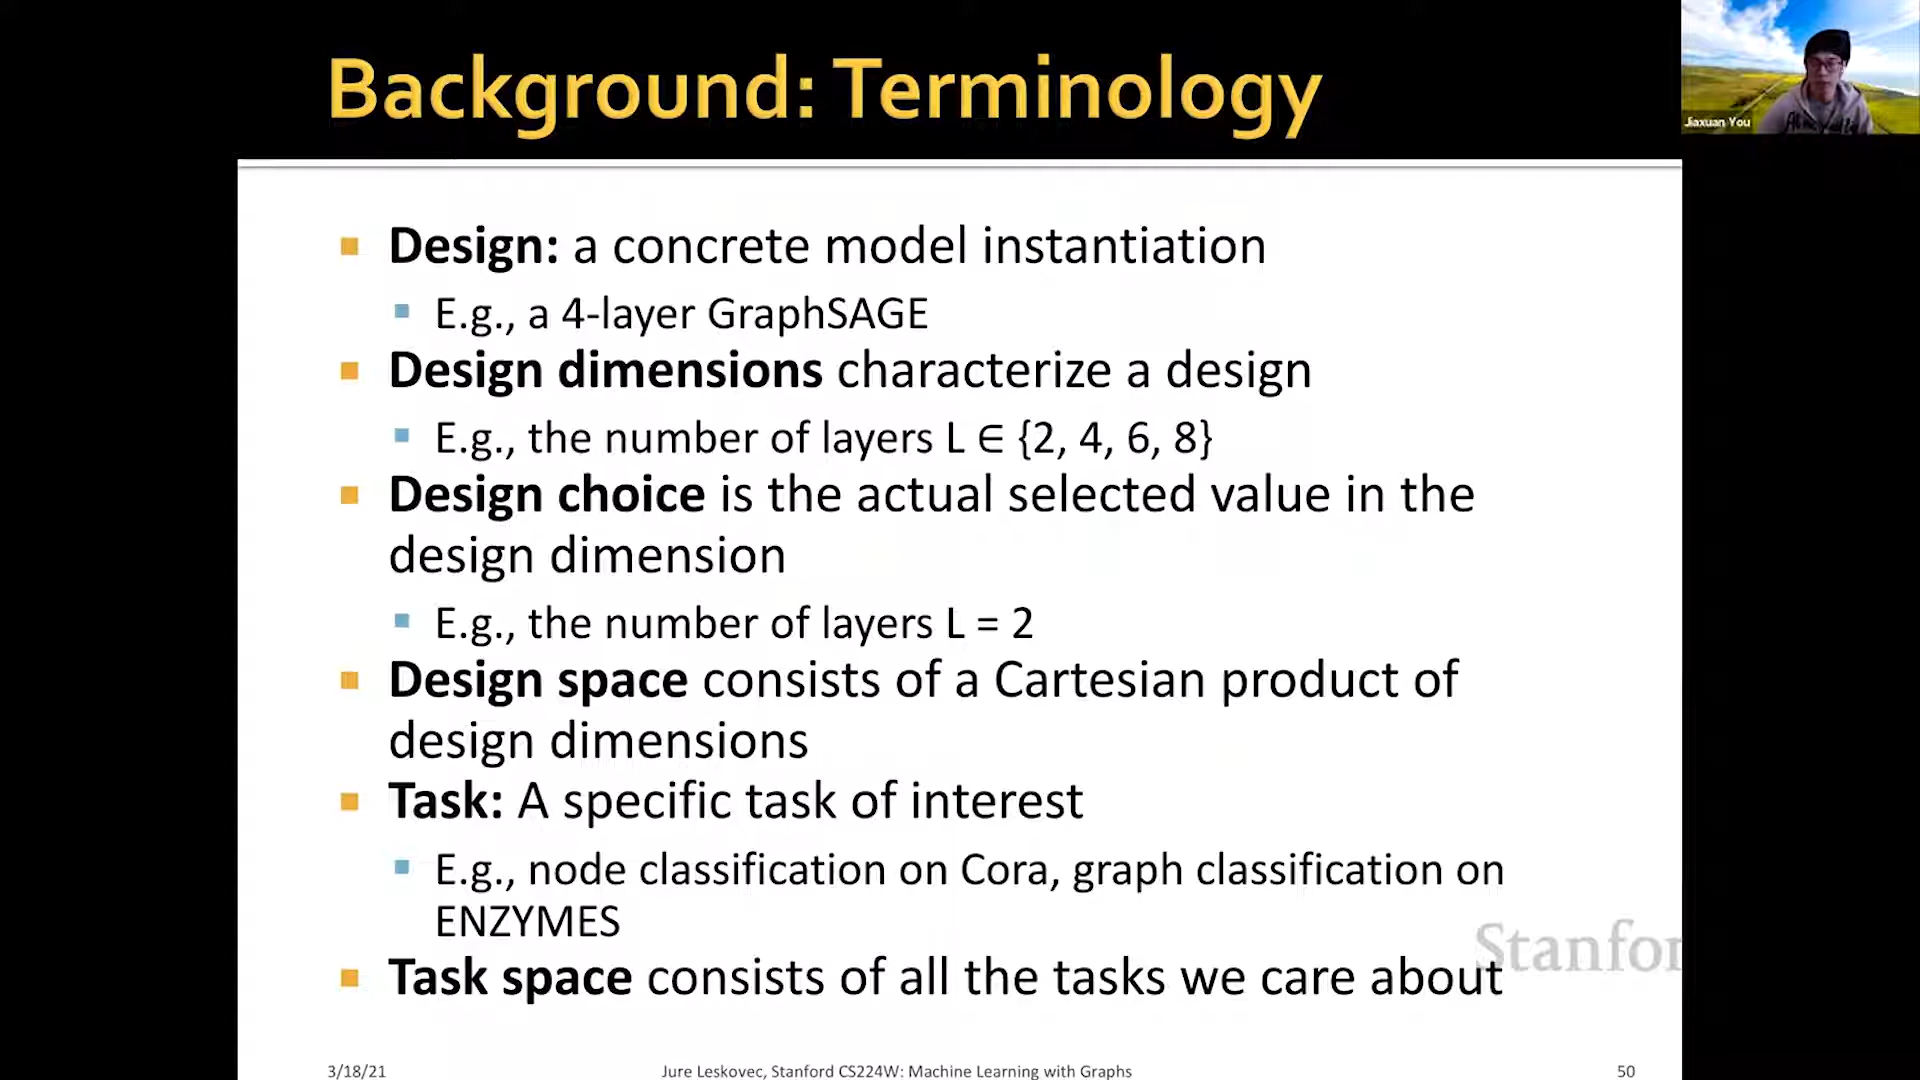 Background: Terminology
Jiaxuan You
Design: a concrete model instantiation
E.g., a 4-layer GraphSAGE
Design dimensions characterize a design
E.g., the number of layers L ∈ {2, 4, 6, 8}
Design choice is the actual selected value in the
design dimension
E.g., the number of layers L = 2
Design space consists of a Cartesian product of
design dimensions
Task: A specific task of interest
E.g., node classification on Cora, graph classification on
ENZYMES
Stanfor
Task space consists of all the tasks we care about
3/18/21
Jure Leskovec, Stanford CS224W: Machine Learning with Graphs
50